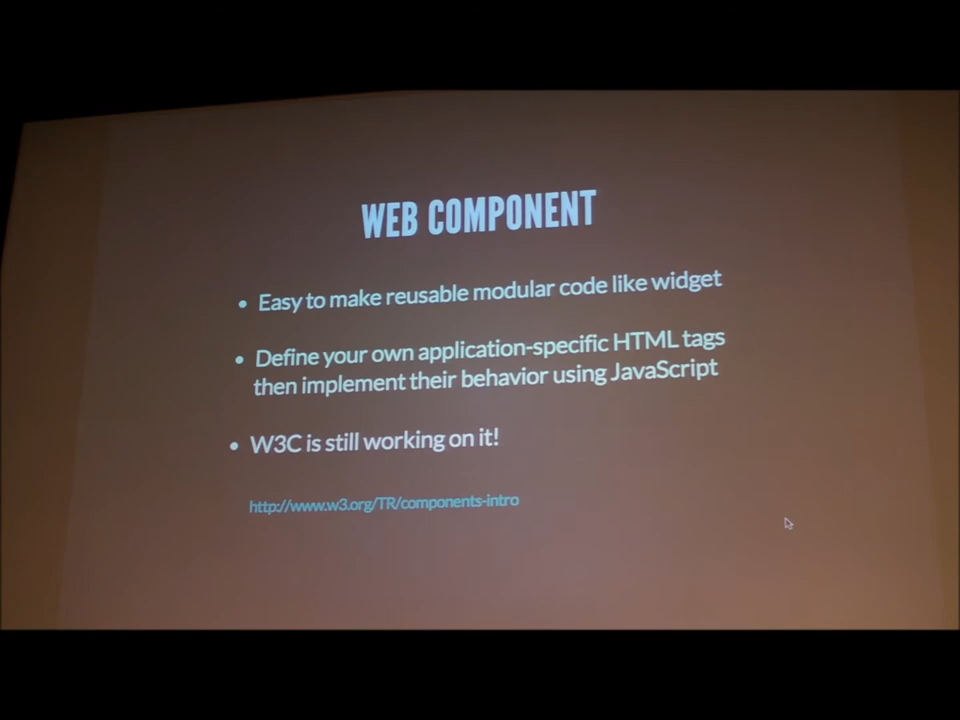 WEB COMPONENT
• Easy to make reusable modular code like widget
• Define your own application-specific HTML tags
then implement their behavior using JavaScript
• W3C is still working on it!
http://www.w3.org/TR/components-intro